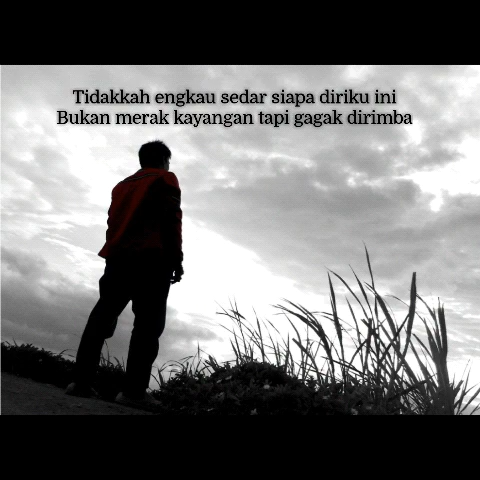 Tidakkah engkau sedar siapa diriku ini
Bukan merak kayangan tapi gagak dirimba